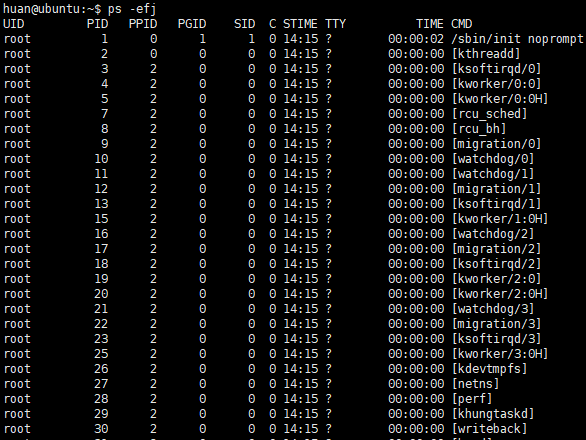 huan@ubuntu:~$ ps -efj
UID        PID  PPID  PGID   SID  C STIME TTY          TIME CMD
root         1     0     1     1  0 14:15 ?        00:00:02 /sbin/init noprompt
root         2     0     0     0  0 14:15 ?        00:00:00 [kthreadd]
root         3     2     0     0  0 14:15 ?        00:00:00 [ksoftirqd/0]
root         4     2     0     0  0 14:15 ?        00:00:00 [kworker/0:0]
root         5     2     0     0  0 14:15 ?        00:00:00 [kworker/0:0H]
root         7     2     0     0  0 14:15 ?        00:00:00 [rcu_sched]
root         8     2     0     0  0 14:15 ?        00:00:00 [rcu_bh]
root         9     2     0     0  0 14:15 ?        00:00:00 [migration/0]
root        10     2     0     0  0 14:15 ?        00:00:00 [watchdog/0]
root        11     2     0     0  0 14:15 ?        00:00:00 [watchdog/1]
root        12     2     0     0  0 14:15 ?        00:00:00 [migration/1]
root        13     2     0     0  0 14:15 ?        00:00:00 [ksoftirqd/1]
root        15     2     0     0  0 14:15 ?        00:00:00 [kworker/1:0H]
root        16     2     0     0  0 14:15 ?        00:00:00 [watchdog/2]
root        17     2     0     0  0 14:15 ?        00:00:00 [migration/2]
root        18     2     0     0  0 14:15 ?        00:00:00 [ksoftirqd/2]
root        19     2     0     0  0 14:15 ?        00:00:00 [kworker/2:0]
root        20     2     0     0  0 14:15 ?        00:00:00 [kworker/2:0H]
root        21     2     0     0  0 14:15 ?        00:00:00 [watchdog/3]
root        22     2     0     0  0 14:15 ?        00:00:00 [migration/3]
root        23     2     0     0  0 14:15 ?        00:00:00 [ksoftirqd/3]
root        25     2     0     0  0 14:15 ?        00:00:00 [kworker/3:0H]
root        26     2     0     0  0 14:15 ?        00:00:00 [kdevtmpfs]
root        27     2     0     0  0 14:15 ?        00:00:00 [netns]
root        28     2     0     0  0 14:15 ?        00:00:00 [perf]
root        29     2     0     0  0 14:15 ?        00:00:00 [khungtaskd]
root        30     2     0     0  0 14:15 ?        00:00:00 [writeback]